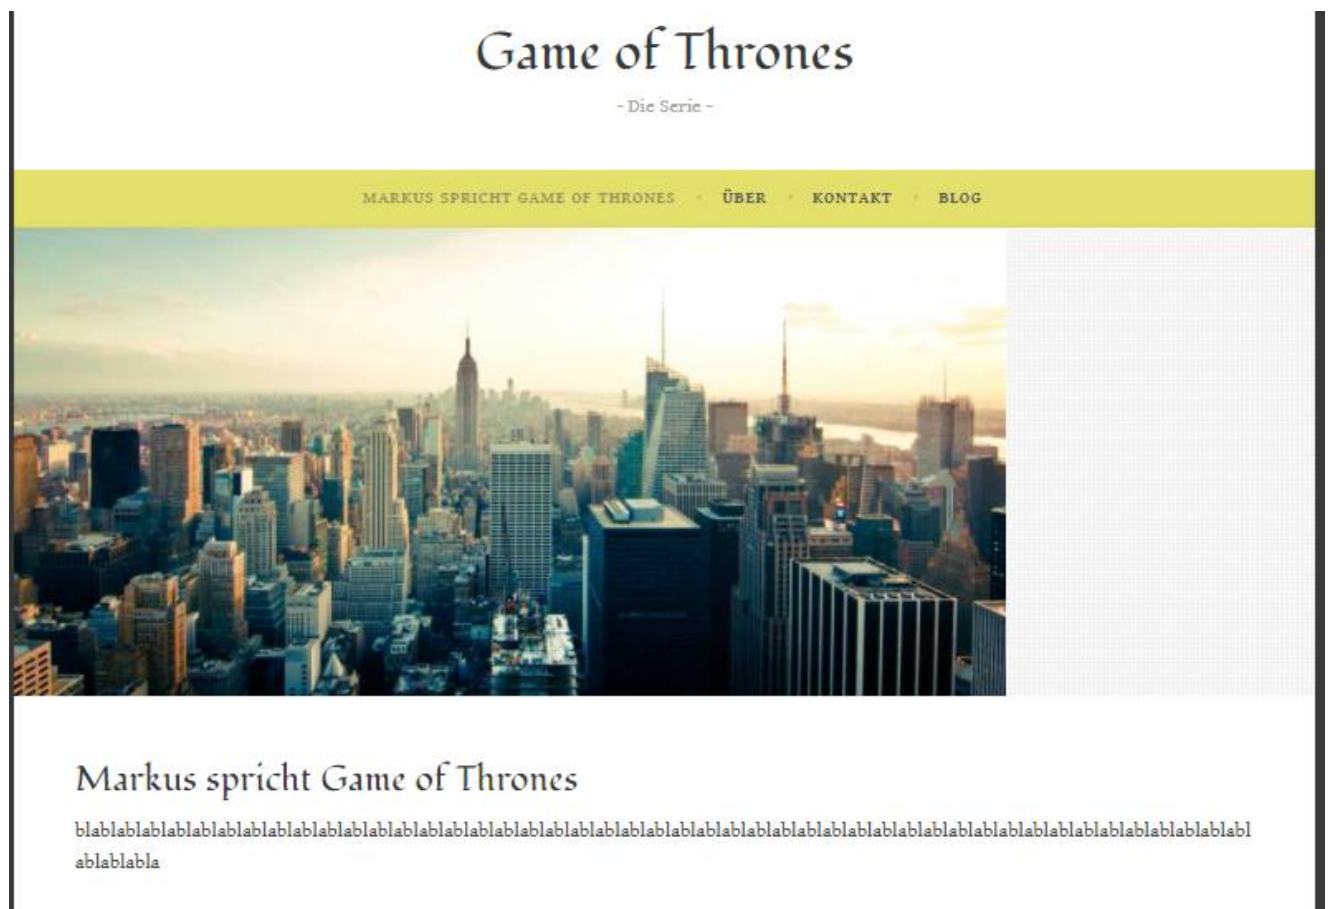 Game of Thrones
- Die Serie -
MARKUS SPRICHT GAME OF THRONES • ÜBER • KONTAKT • BLOG
Markus spricht Game of Thrones
blablablablablablablablablablablablablablablablablablablablablablablablablablablablablablablablablablablablablablablablablablablablablablabl
ablablabla